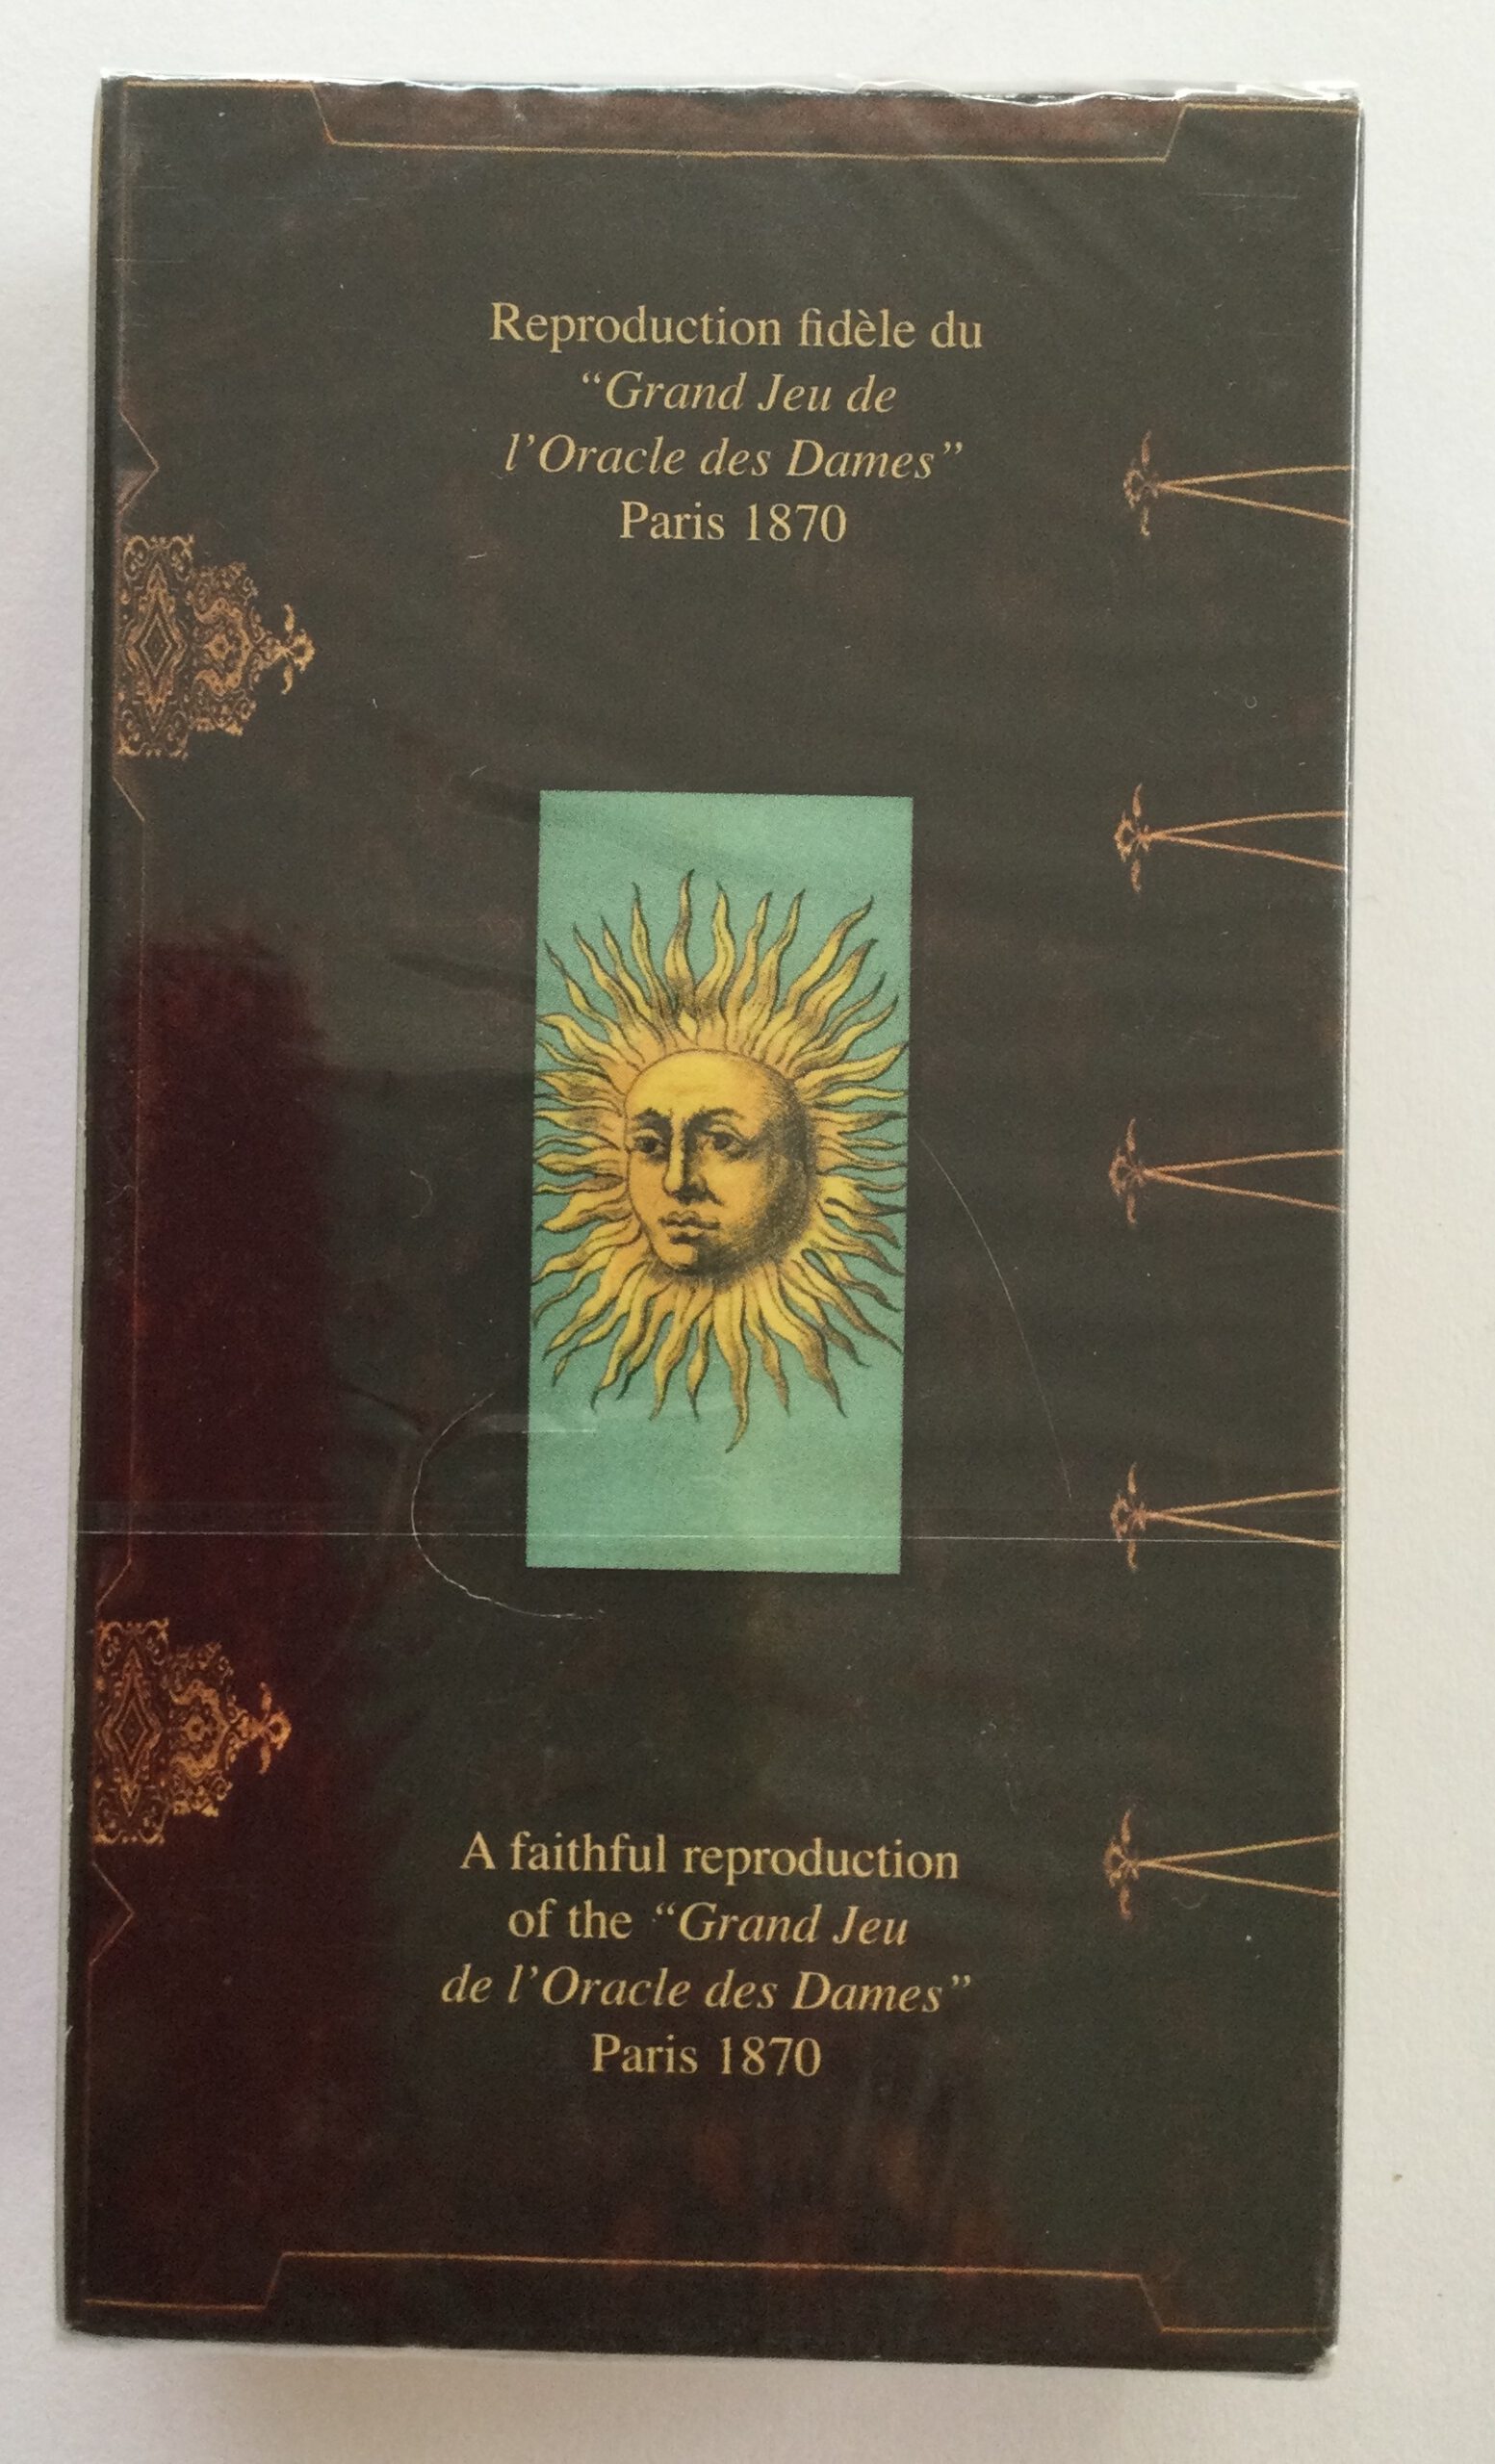 Reproduction fidèle du
“Grand Jeu de
l’Oracle des Dames”
Paris 1870
A faithful reproduction
of the “Grand Jeu
de l’Oracle des Dames”
Paris 1870